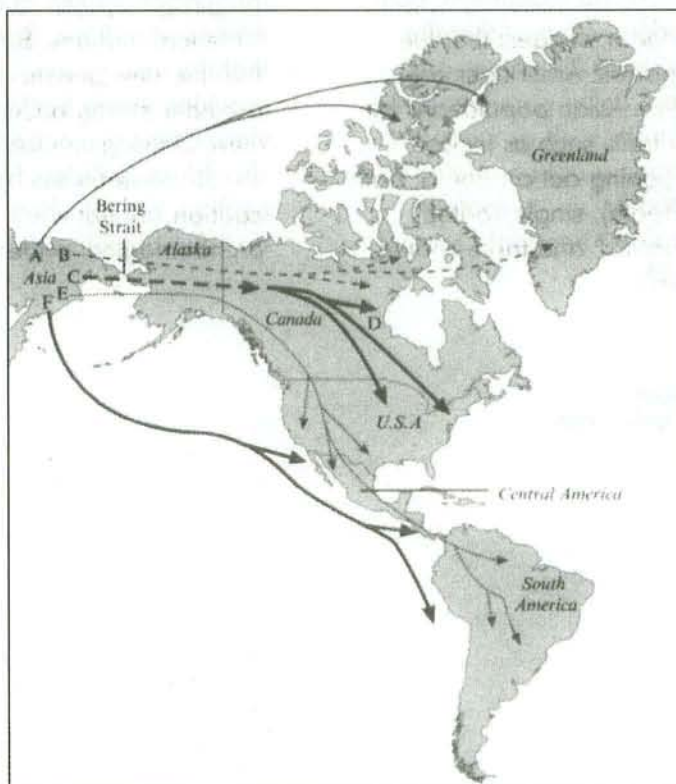 Greenland
Bering
Strait
Alaska
A B
C
Asia E
F
Canada
D
U.S.A
Central America
South
America